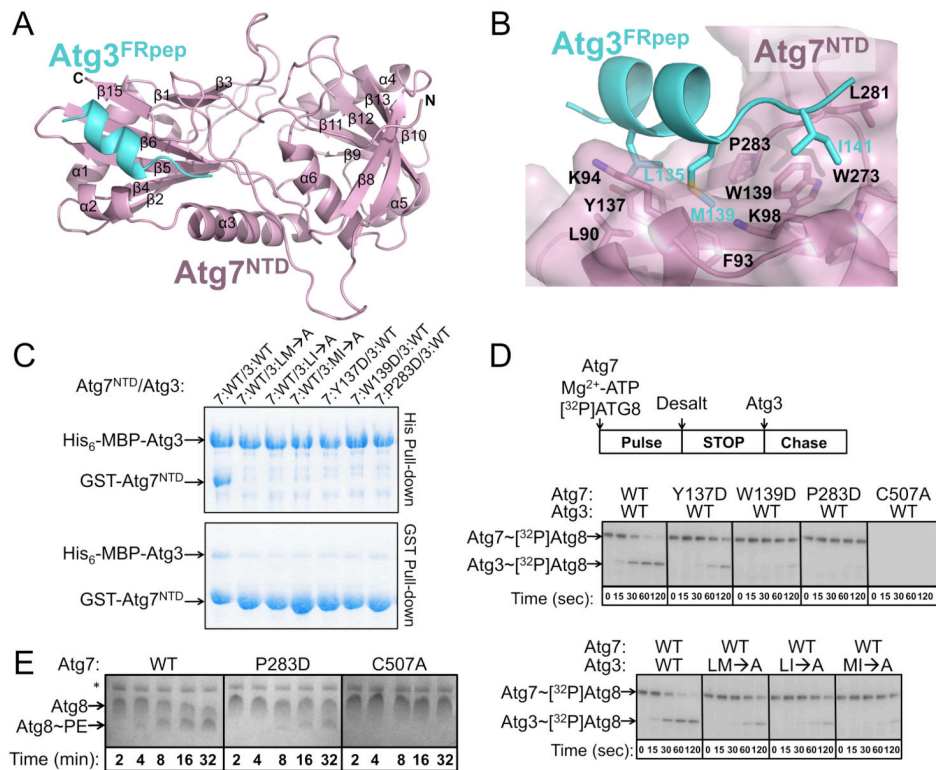 A
Atg3FRpep
C
β15
β1
β3
α4
N
β13
β12
β11
β10
β6
β9
β5
α1
α6
β8
β4
α2
β2
α5
Atg7NTD
B
Atg3FRpep
Atg7NTD
L281
P283
I141
K94
L135
W273
Y137
W139
M139
K98
L90
F93
C
Atg7NTD/Atg3:
7:WT/3:WT
7:WT/3:LM→A
7:WT/3:LI→A
7:WT/3:MI→A
7:Y137D/3:WT
7:W139D/3:WT
7:P283D/3:WT
His6-MBP-Atg3
GST-Atg7NTD
His Pull-down
His6-MBP-Atg3
GST-Atg7NTD
GST Pull-down
D
Atg7
Mg2+-ATP
[32P]ATG8
Desalt
Atg3
Pulse STOP Chase
Atg7: WT Y137D W139D P283D C507A
Atg3: WT WT WT WT WT
Atg7~[32P]Atg8
Atg3~[32P]Atg8
Time (sec): 0 15 30 60 120 0 15 30 60 120 0 15 30 60 120 0 15 30 60 120 0 15 30 60 120
Atg7: WT WT WT WT
Atg3: WT LM→A LI→A MI→A
Atg7~[32P]Atg8
Atg3~[32P]Atg8
Time (sec): 0 15 30 60 120 0 15 30 60 120 0 15 30 60 120 0 15 30 60 120
E
Atg7: WT P283D C507A
*
Atg8
Atg8~PE
Time (min): 2 4 8 16 32 2 4 8 16 32 2 4 8 16 32